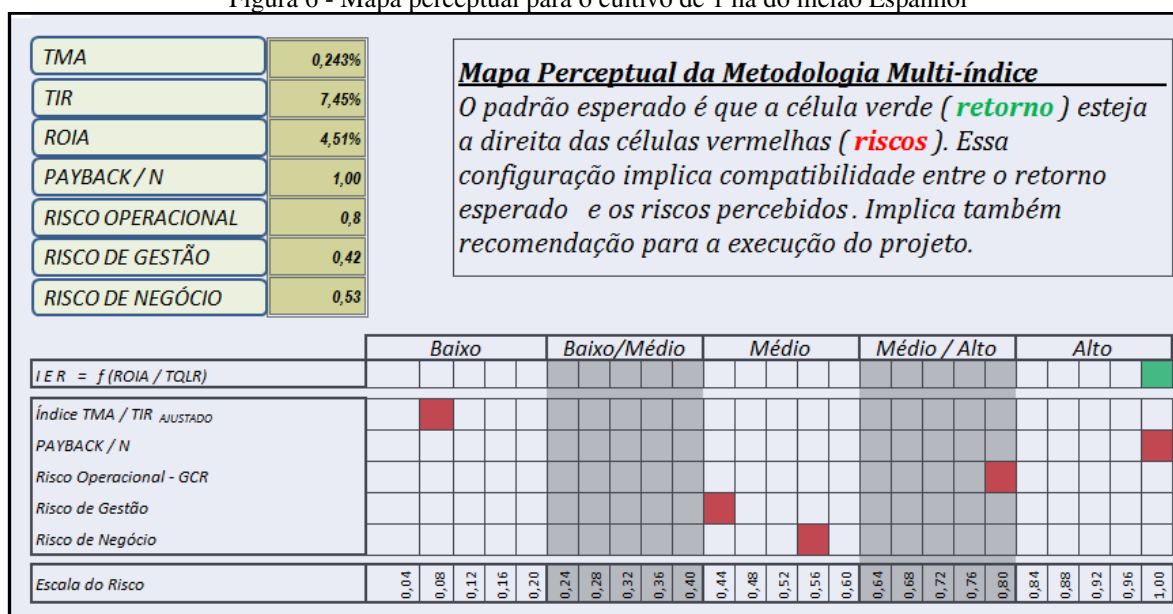 Figura 6 - Mapa perceptual para o cultivo de 1 ha do melão Espanhol
TMA 0,243%
TIR 7,45%
ROIA 4,51%
PAYBACK / N 1,00
RISCO OPERACIONAL 0,8
RISCO DE GESTÃO 0,42
RISCO DE NEGÓCIO 0,53
Mapa Perceptual da Metodologia Multi-índice
O padrão esperado é que a célula verde ( retorno ) esteja
a direita das células vermelhas ( riscos ). Essa
configuração implica compatibilidade entre o retorno
esperado e os riscos percebidos . Implica também
recomendação para a execução do projeto.
Baixo Baixo/Médio Médio Médio / Alto Alto
I E R = f (ROIA / TQLR)
Índice TMA / TIR AJUSTADO
PAYBACK / N
Risco Operacional - GCR
Risco de Gestão
Risco de Negócio
Escala do Risco 0,04 0,08 0,12 0,16 0,20 0,24 0,28 0,32 0,36 0,40 0,44 0,48 0,52 0,56 0,60 0,64 0,68 0,72 0,76 0,80 0,84 0,88 0,92 0,96 1,00